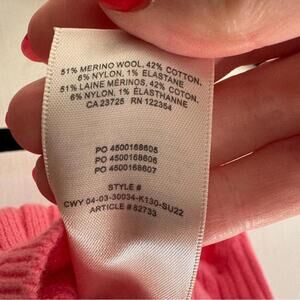 51% MERINO WOOL, 42% COTTON,
6% NYLON, 1% ELASTANE
51% LAINE MÉRINOS, 42% COTON,
6% NYLON, 1% ÉLASTHANNE
CA 23725 RN 122354
PO 4500168605
PO 4500168606
PO 4500168607
STYLE #
CWY 04-03-30034-K130-SU22
ARTICLE # 82733